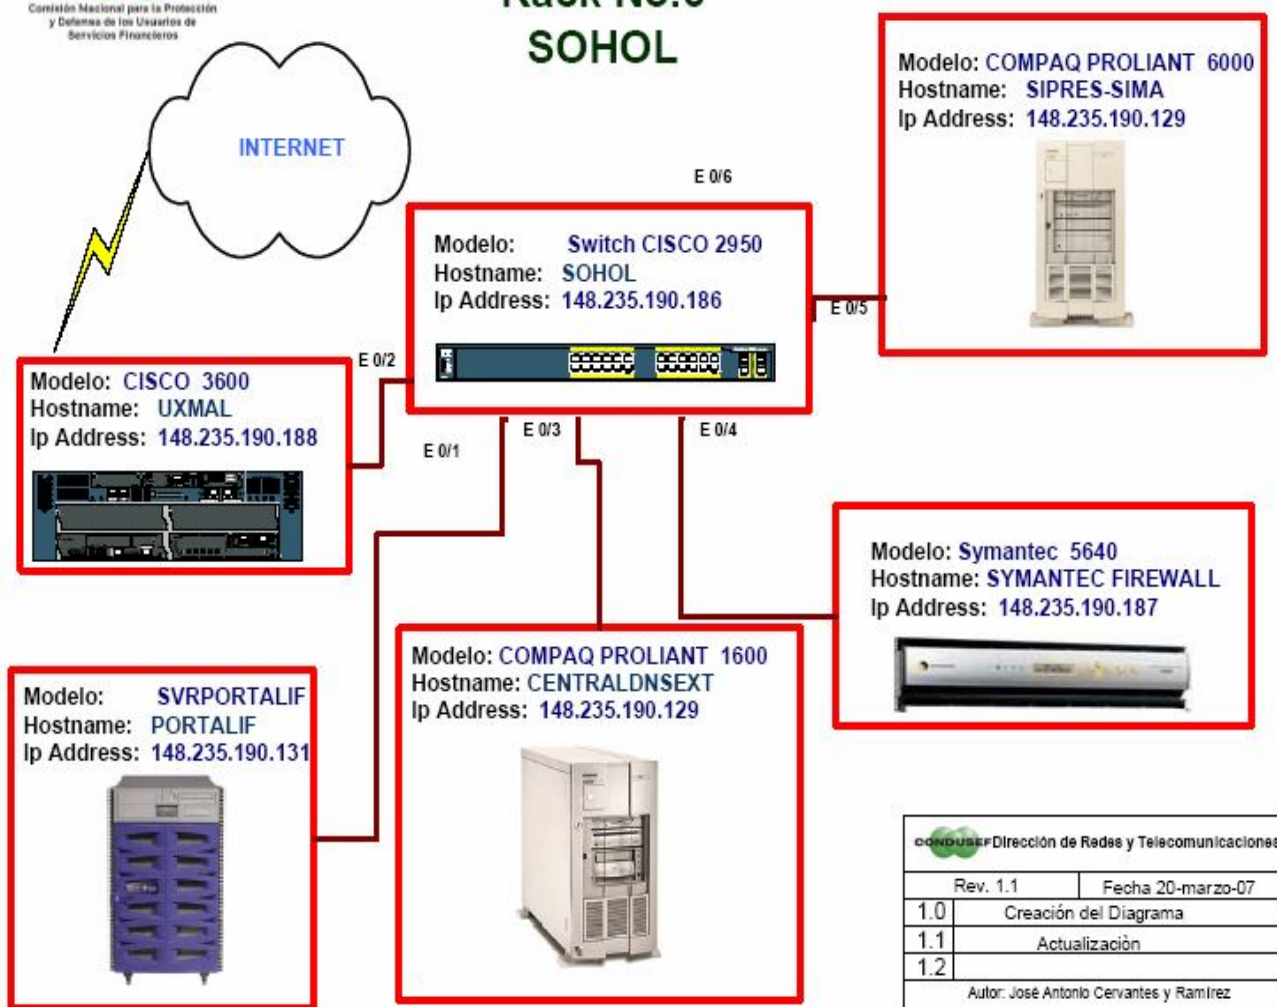 Comisión Nacional para la Protección
y Defensa de los Usuarios de
Servicios Financieros
Rack No.6
SOHOL
INTERNET
Modelo: COMPAQ PROLIANT 6000
Hostname: SIPRES-SIMA
Ip Address: 148.235.190.129
E 0/6
Modelo: Switch CISCO 2950
Hostname: SOHOL
Ip Address: 148.235.190.186
E 0/5
E 0/2
Modelo: CISCO 3600
Hostname: UXMAL
Ip Address: 148.235.190.188
E 0/1
E 0/3
E 0/4
Modelo: Symantec 5640
Hostname: SYMANTEC FIREWALL
Ip Address: 148.235.190.187
Modelo: COMPAQ PROLIANT 1600
Hostname: CENTRALDNSEXT
Ip Address: 148.235.190.129
Modelo: SVRPORTALIF
Hostname: PORTALIF
Ip Address: 148.235.190.131
CONDUSEF Dirección de Redes y Telecomunicaciones
Rev. 1.1 Fecha 20-marzo-07
1.0 Creación del Diagrama
1.1 Actualizaciòn
1.2
Autor: José Antonio Cervantes y Ramírez